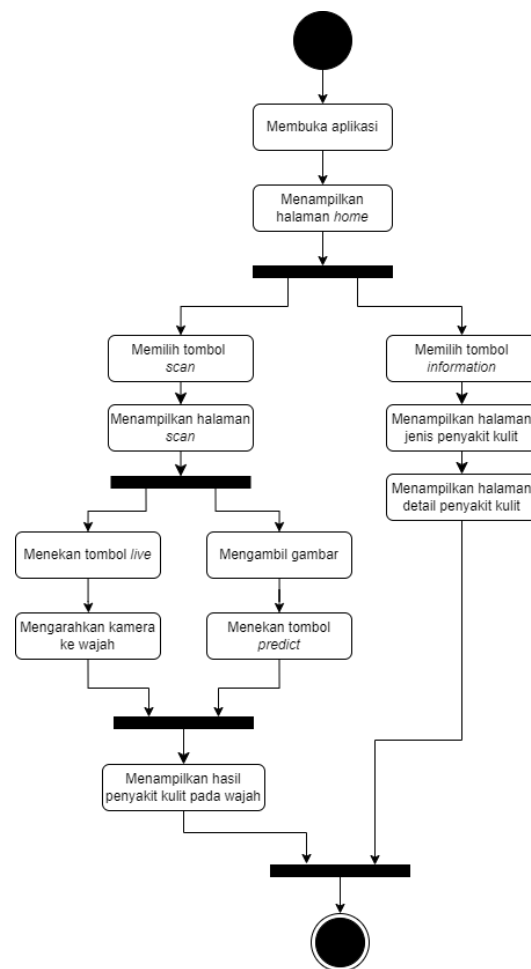 Membuka aplikasi
Menampilkan
halaman home
Memilih tombol
scan
Memilih tombol
information
Menampilkan halaman
scan
Menampilkan halaman
jenis penyakit kulit
Menampilkan halaman
detail penyakit kulit
Menekan tombol live
Mengambil gambar
Mengarahkan kamera
ke wajah
Menekan tombol
predict
Menampilkan hasil
penyakit kulit pada wajah